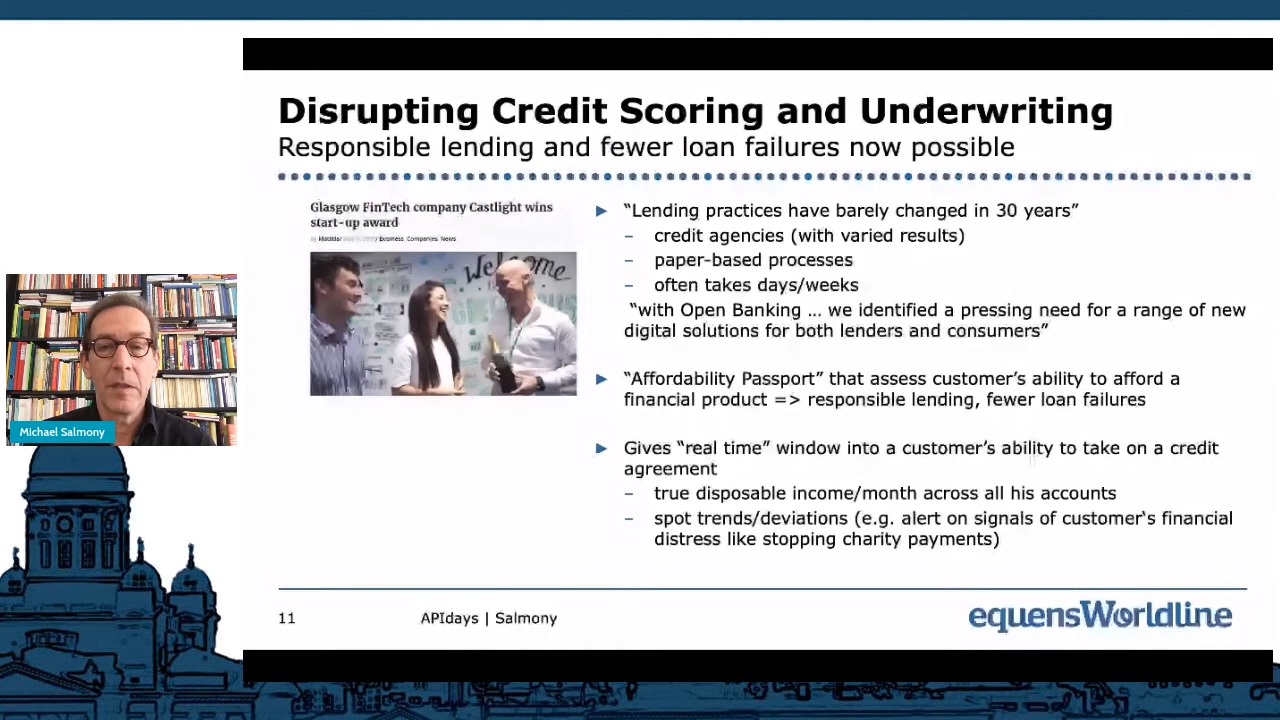 Disrupting Credit Scoring and Underwriting
Responsible lending and fewer loan failures now possible
Glasgow FinTech company Castlight wins
start-up award
Business, Companies, News
Welcome
► “Lending practices have barely changed in 30 years”
– credit agencies (with varied results)
– paper-based processes
– often takes days/weeks
“with Open Banking … we identified a pressing need for a range of new
digital solutions for both lenders and consumers”
► “Affordability Passport” that assess customer’s ability to afford a
financial product => responsible lending, fewer loan failures
► Gives “real time” window into a customer’s ability to take on a credit
agreement
– true disposable income/month across all his accounts
– spot trends/deviations (e.g. alert on signals of customer‘s financial
distress like stopping charity payments)
Michael Salmony
11
APIdays | Salmony
equensWorldline